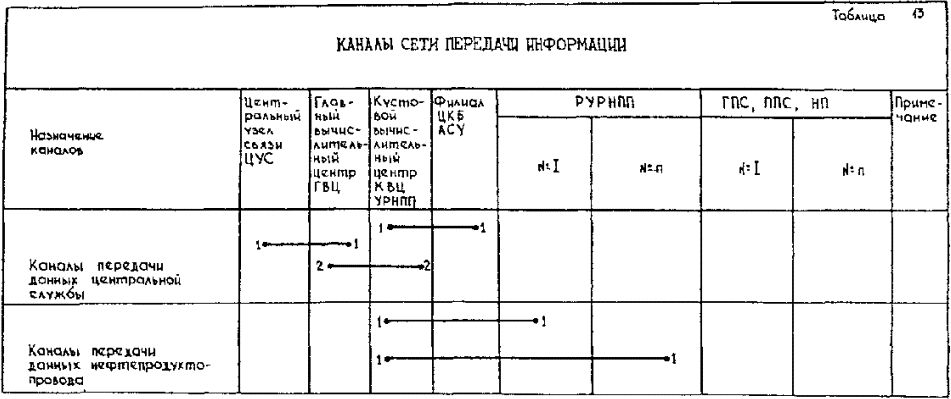 Таблица 13
КАНАЛЫ СЕТИ ПЕРЕДАЧИ ИНФОРМАЦИИ
Назначение
каналов
Цент-
ральный
узел
связи
ЦУС
Глав-
ный
вычис-
литель-
ный
центр
ГВЦ
Кусто-
вой
вычис-
литель-
ный
центр
КВЦ
УРНПП
Филиал
ЦКБ
АСУ
РУРНПП
N=I
N=n
ГПС, ППС, НП
N=I
N=n
Приме-
чание
Каналы передачи
данных центральной
службы
1 1
1 1
2 2
Каналы передачи
данных нефтепродукто-
провода
1 1
1 1